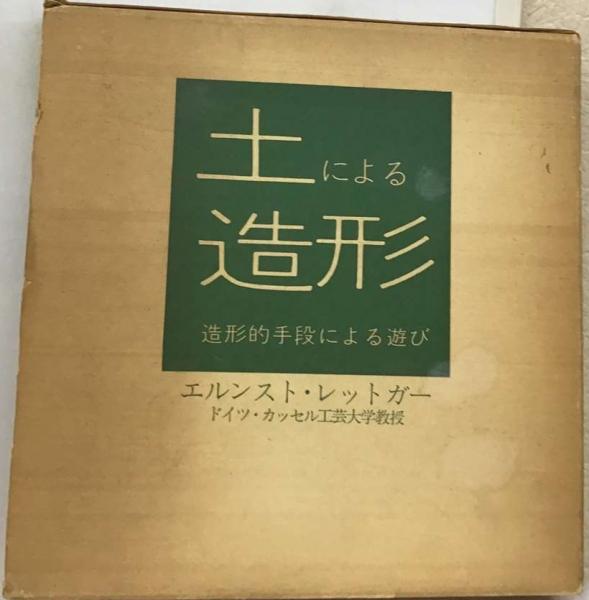 土による
造形
造形的手段による遊び
エルンスト・レットガー
ドイツ・カッセル工芸大学教授